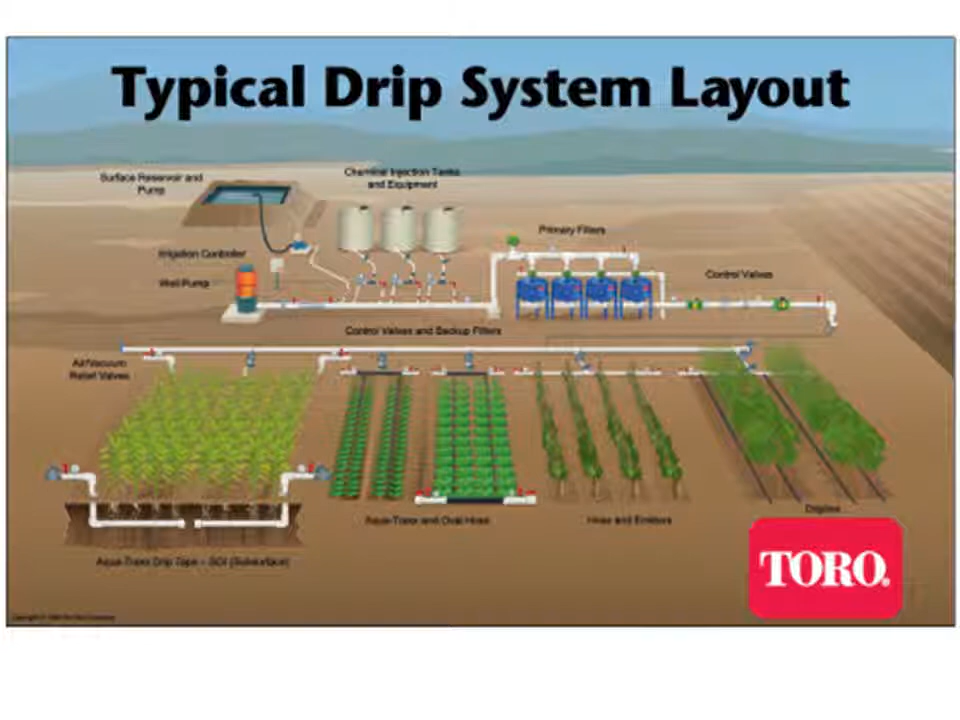 Typical Drip System Layout
Surface Reservoir and
Pump
Chemical Injection Tanks
and Equipment
Primary Filters
Irrigation Controller
Well Pump
Control Valves
Control Valves and Backup Filters
Air/Vacuum
Relief Valves
Aqua-Traxx and Oval Hose
Hose and Emitters
Aqua-Traxx Drip Tape – SDI (Subsurface)
TORO.